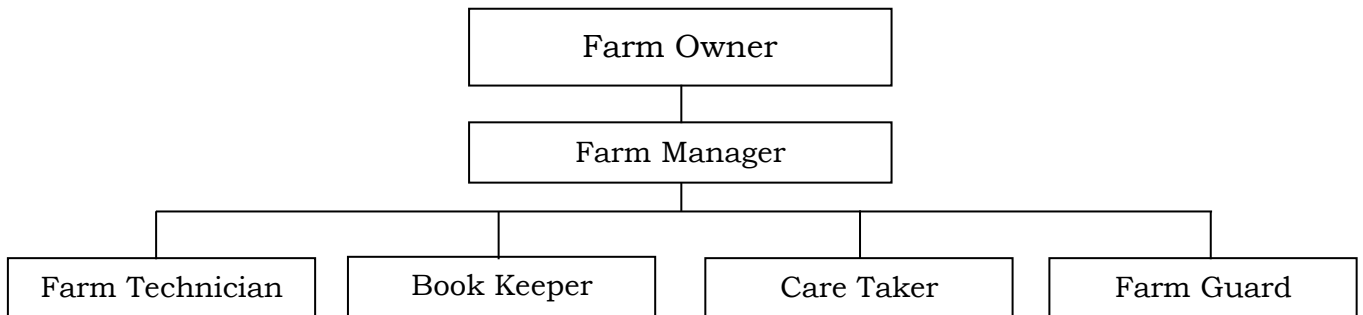 Farm Owner
Farm Manager
Farm Technician
Book Keeper
Care Taker
Farm Guard